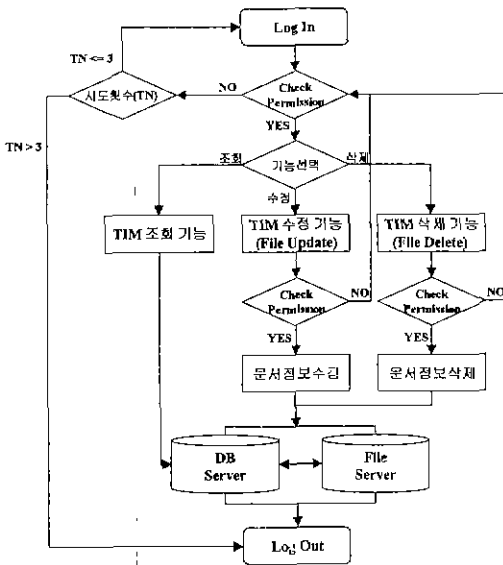 Log In
TN <= 3
NO
시도횟수(TN)
Check
Permission
YES
TN > 3
조회
기능선택
삭제
수정
TIM 조회 기능
TIM 수정 기능
(File Update)
TIM 삭제 기능
(File Delete)
Check
Permission
NO
Check
Permission
NO
YES
YES
문서정보수정
문서정보삭제
DB
Server
File
Server
Log Out